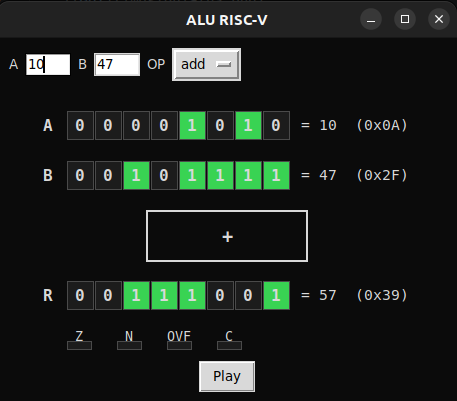 ALU RISC-V
A 10 B 47 OP add
A 0 0 0 0 1 0 1 0 = 10 (0x0A)
B 0 0 1 0 1 1 1 1 = 47 (0x2F)
+
R 0 0 1 1 1 0 0 1 = 57 (0x39)
Z N OVF C
Play